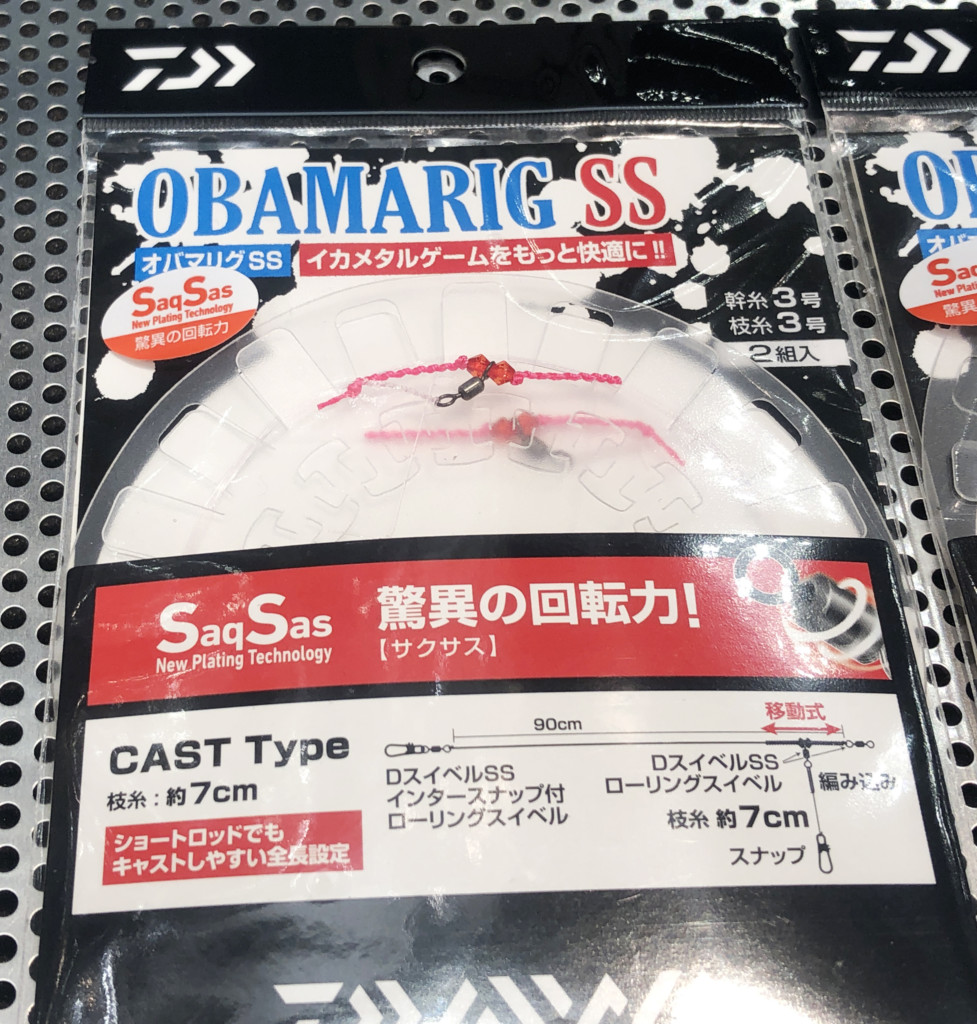 OBAMARIG SS
オバマリグSS
イカメタルゲームをもっと快適に!!
SaqSas
New Plating Technology
驚異の回転力
幹糸3号
枝糸3号
2組入
SaqSas
New Plating Technology
驚異の回転力!
【サクサス】
CAST Type
枝糸:約7cm
ショートロッドでも
キャストしやすい全長設定
90cm
移動式
DスイベルSS
インタースナップ付
ローリングスイベル
DスイベルSS
ローリングスイベル
編み込み
枝糸 約7cm
スナップ